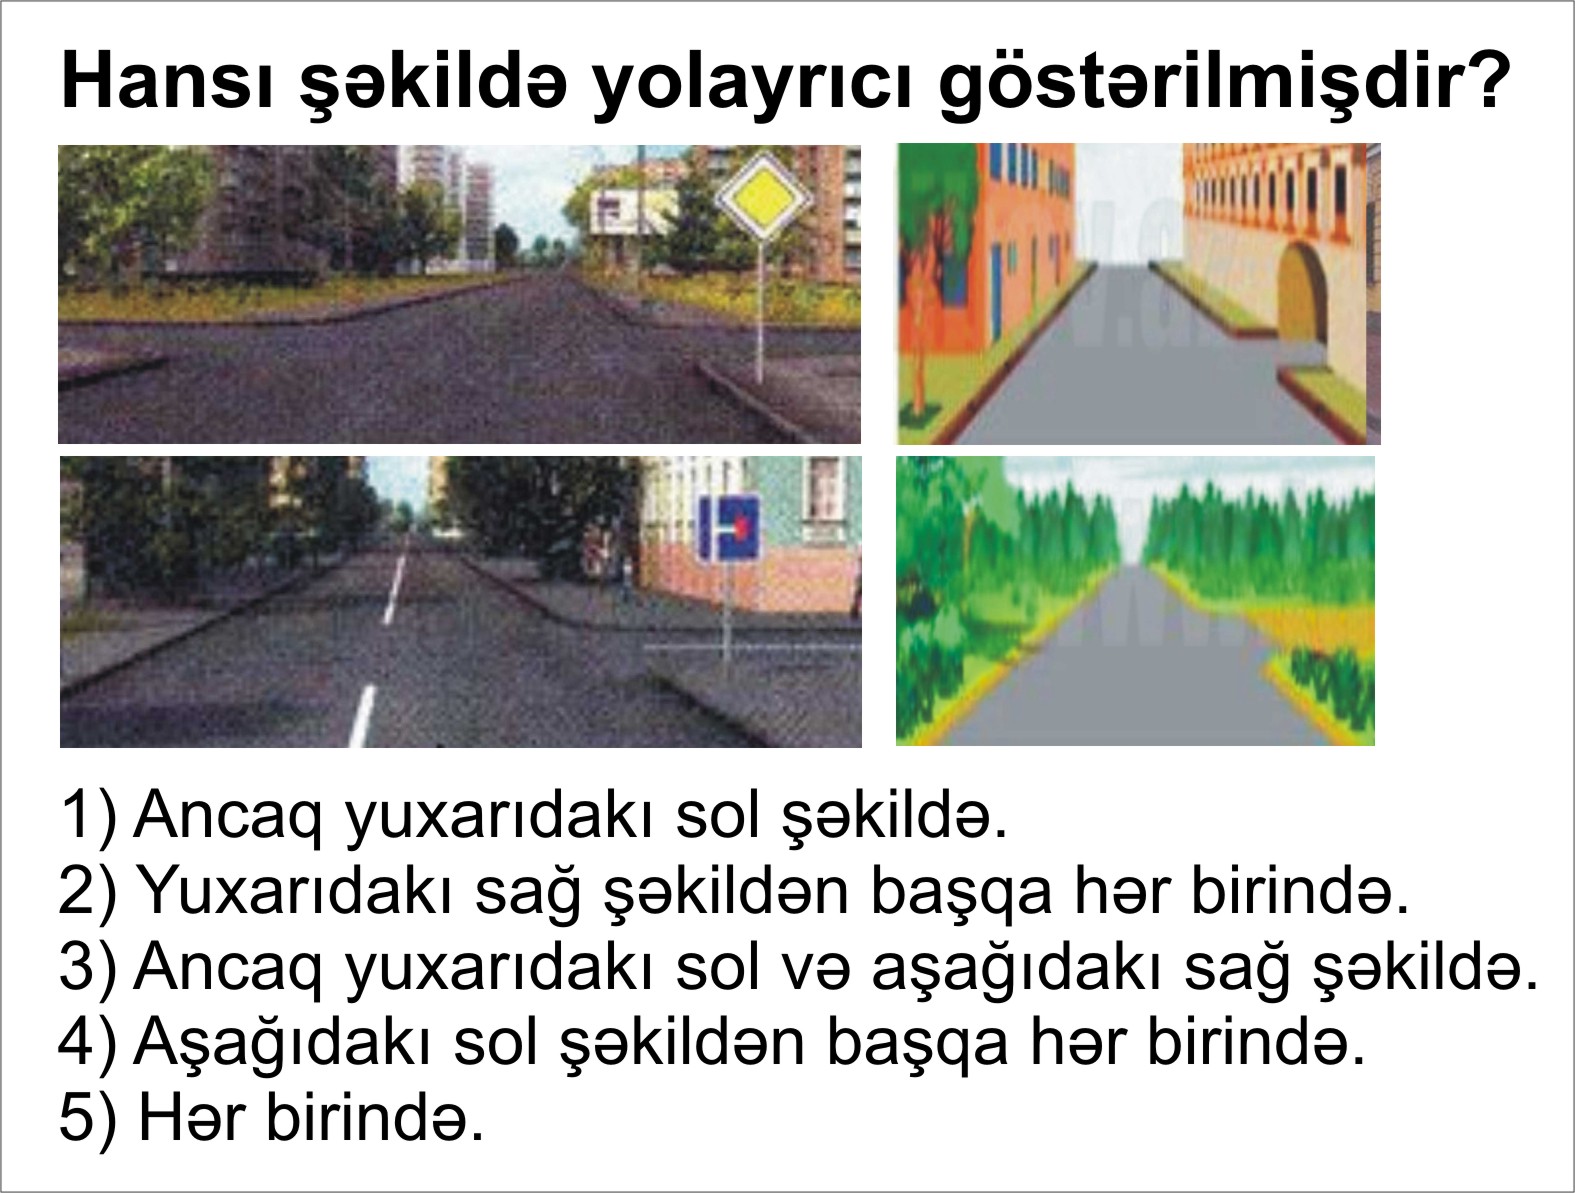 Hansı şəkildə yolayrıcı göstərilmişdir?
1) Ancaq yuxarıdakı sol şəkildə.
2) Yuxarıdakı sağ şəkildən başqa hər birində.
3) Ancaq yuxarıdakı sol və aşağıdakı sağ şəkildə.
4) Aşağıdakı sol şəkildən başqa hər birində.
5) Hər birində.